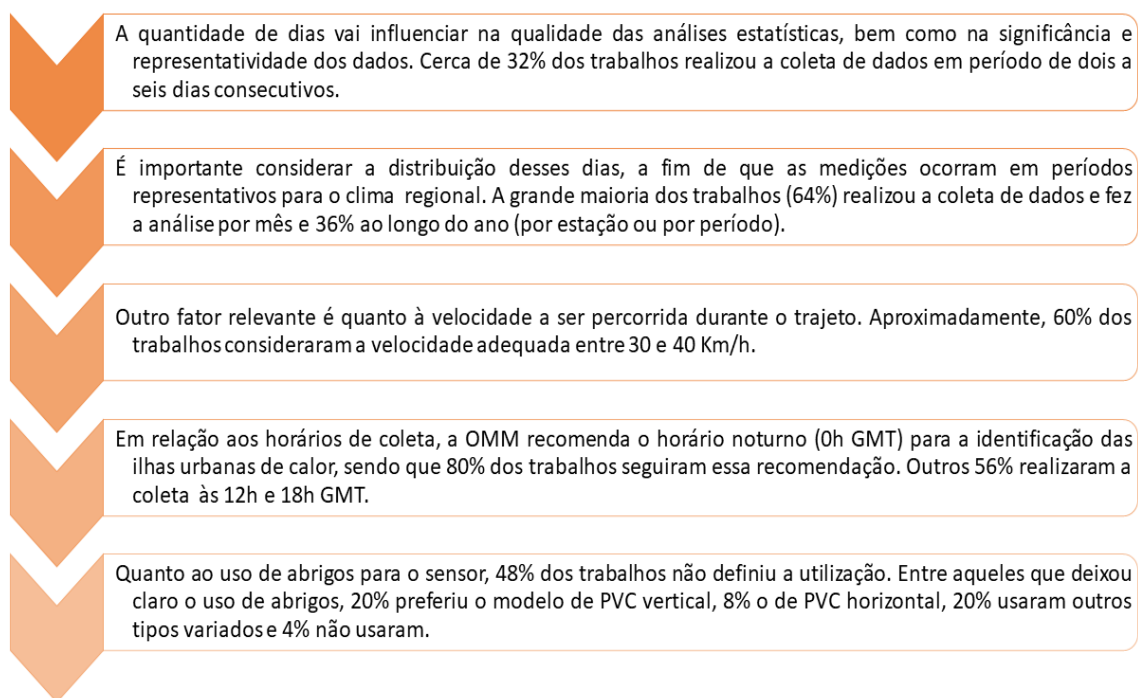 A quantidade de dias vai influenciar na qualidade das análises estatísticas, bem como na significância e
representatividade dos dados. Cerca de 32% dos trabalhos realizou a coleta de dados em período de dois a
seis dias consecutivos.
É importante considerar a distribuição desses dias, a fim de que as medições ocorram em períodos
representativos para o clima regional. A grande maioria dos trabalhos (64%) realizou a coleta de dados e fez
a análise por mês e 36% ao longo do ano (por estação ou por período).
Outro fator relevante é quanto à velocidade a ser percorrida durante o trajeto. Aproximadamente, 60% dos
trabalhos consideraram a velocidade adequada entre 30 e 40 Km/h.
Em relação aos horários de coleta, a OMM recomenda o horário noturno (0h GMT) para a identificação das
ilhas urbanas de calor, sendo que 80% dos trabalhos seguiram essa recomendação. Outros 56% realizaram a
coleta às 12h e 18h GMT.
Quanto ao uso de abrigos para o sensor, 48% dos trabalhos não definiu a utilização. Entre aqueles que deixou
claro o uso de abrigos, 20% preferiu o modelo de PVC vertical, 8% o de PVC horizontal, 20% usaram outros
tipos variados e 4% não usaram.